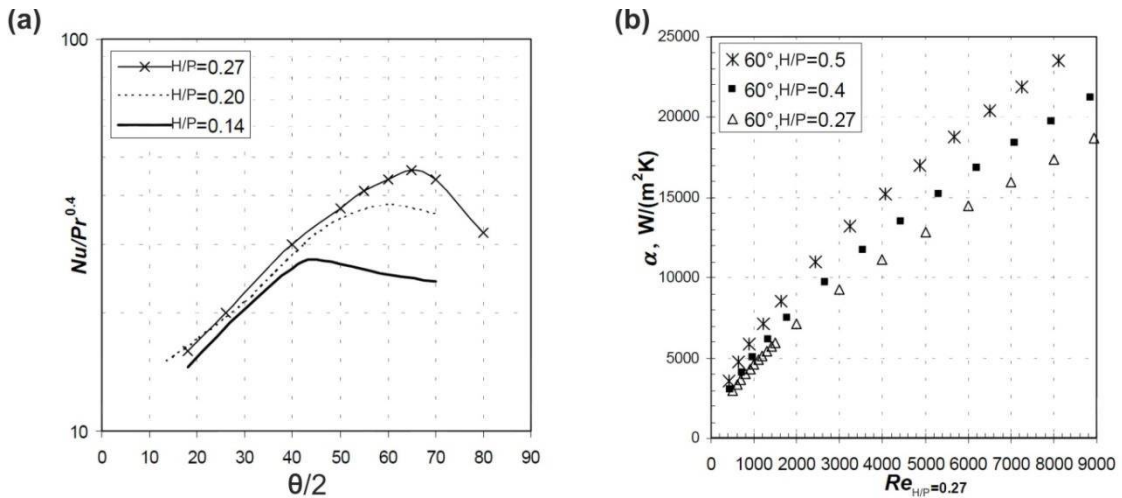 (a)
100
H/P=0.27
H/P=0.20
H/P=0.14
Nu/Pr^0.4
10
0 10 20 30 40 50 60 70 80 90
θ/2
(b)
25000
60°,H/P=0.5
60°,H/P=0.4
60°,H/P=0.27
20000
15000
10000
5000
0
α, W/(m²K)
0 1000 2000 3000 4000 5000 6000 7000 8000 9000
Re_H/P=0.27